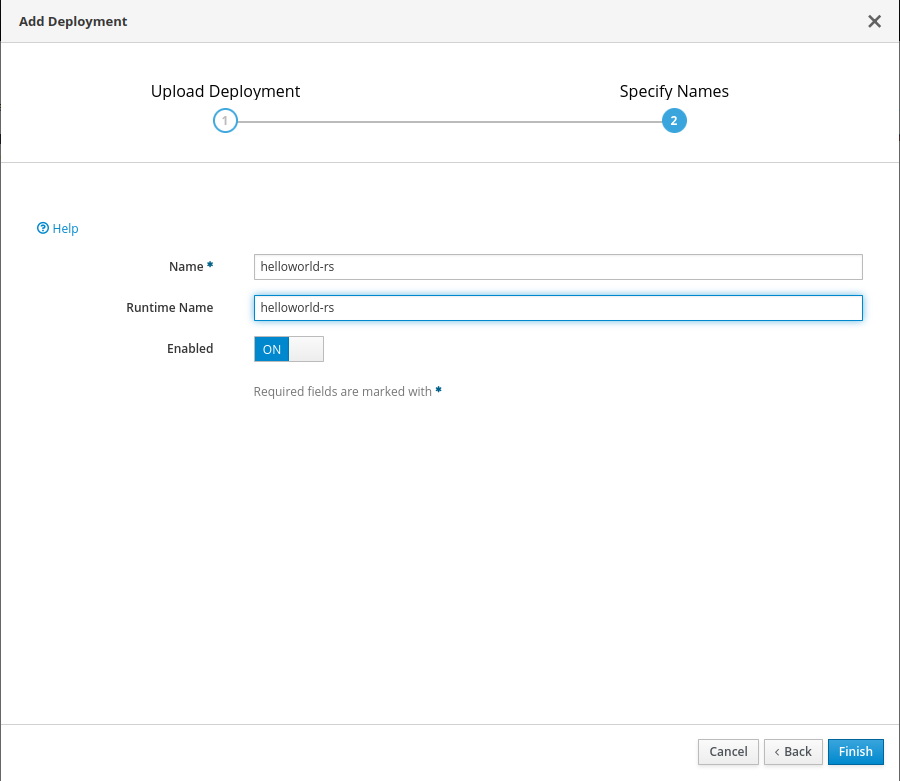 Add Deployment
Upload Deployment Specify Names
1 2
Help
Name *
helloworld-rs
Runtime Name helloworld-rs
Enabled ON
Required fields are marked with *
Cancel < Back Finish